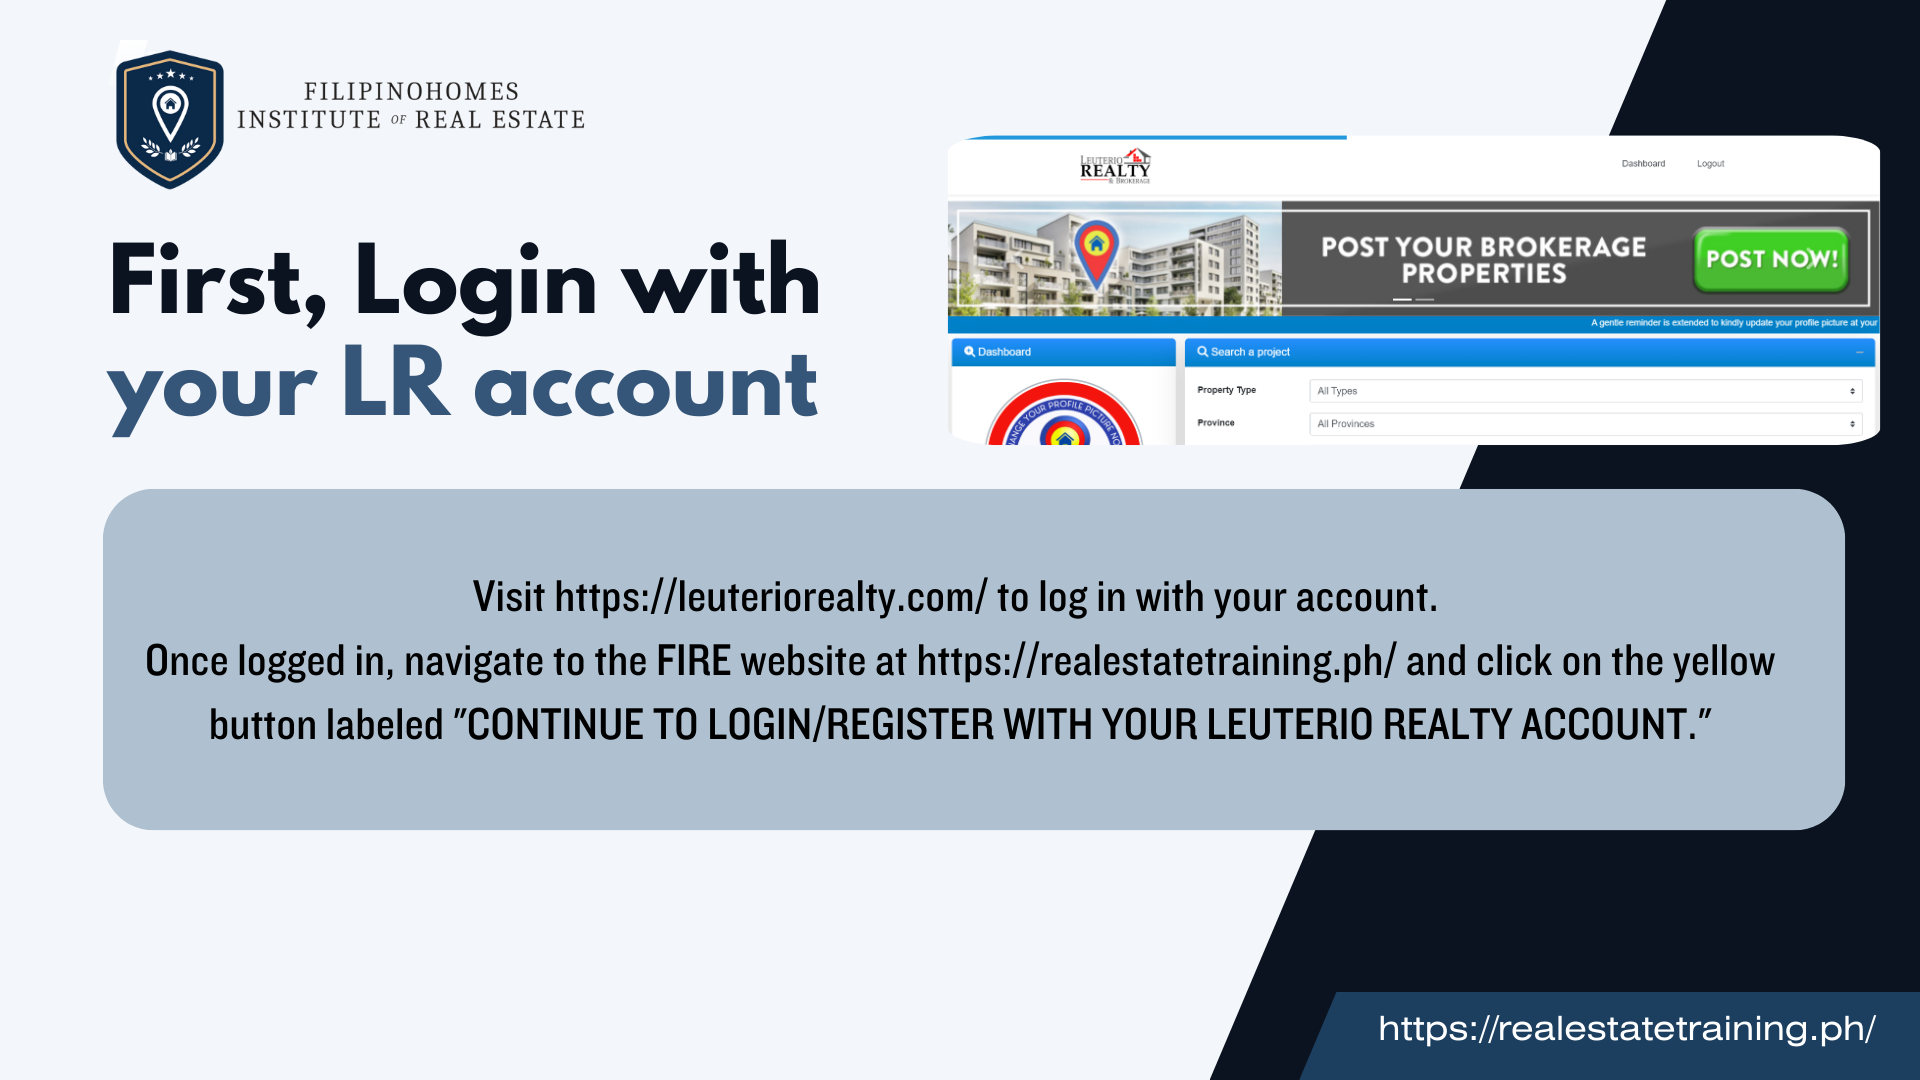 FILIPINOHOMES
INSTITUTE OF REAL ESTATE
First, Login with
your LR account
LEUTERIO
REALTY
& BROKERAGE
Dashboard
Logout
POST YOUR BROKERAGE
PROPERTIES
POST NOW!
A gentle reminder is extended to kindly update your profile picture at your
Dashboard
Search a project
Property Type
All Types
Province
All Provinces
YOUR PROFILE PICTURE
Visit https://leuteriorealty.com/ to log in with your account.
Once logged in, navigate to the FIRE website at https://realestatetraining.ph/ and click on the yellow
button labeled "CONTINUE TO LOGIN/REGISTER WITH YOUR LEUTERIO REALTY ACCOUNT."
https://realestatetraining.ph/